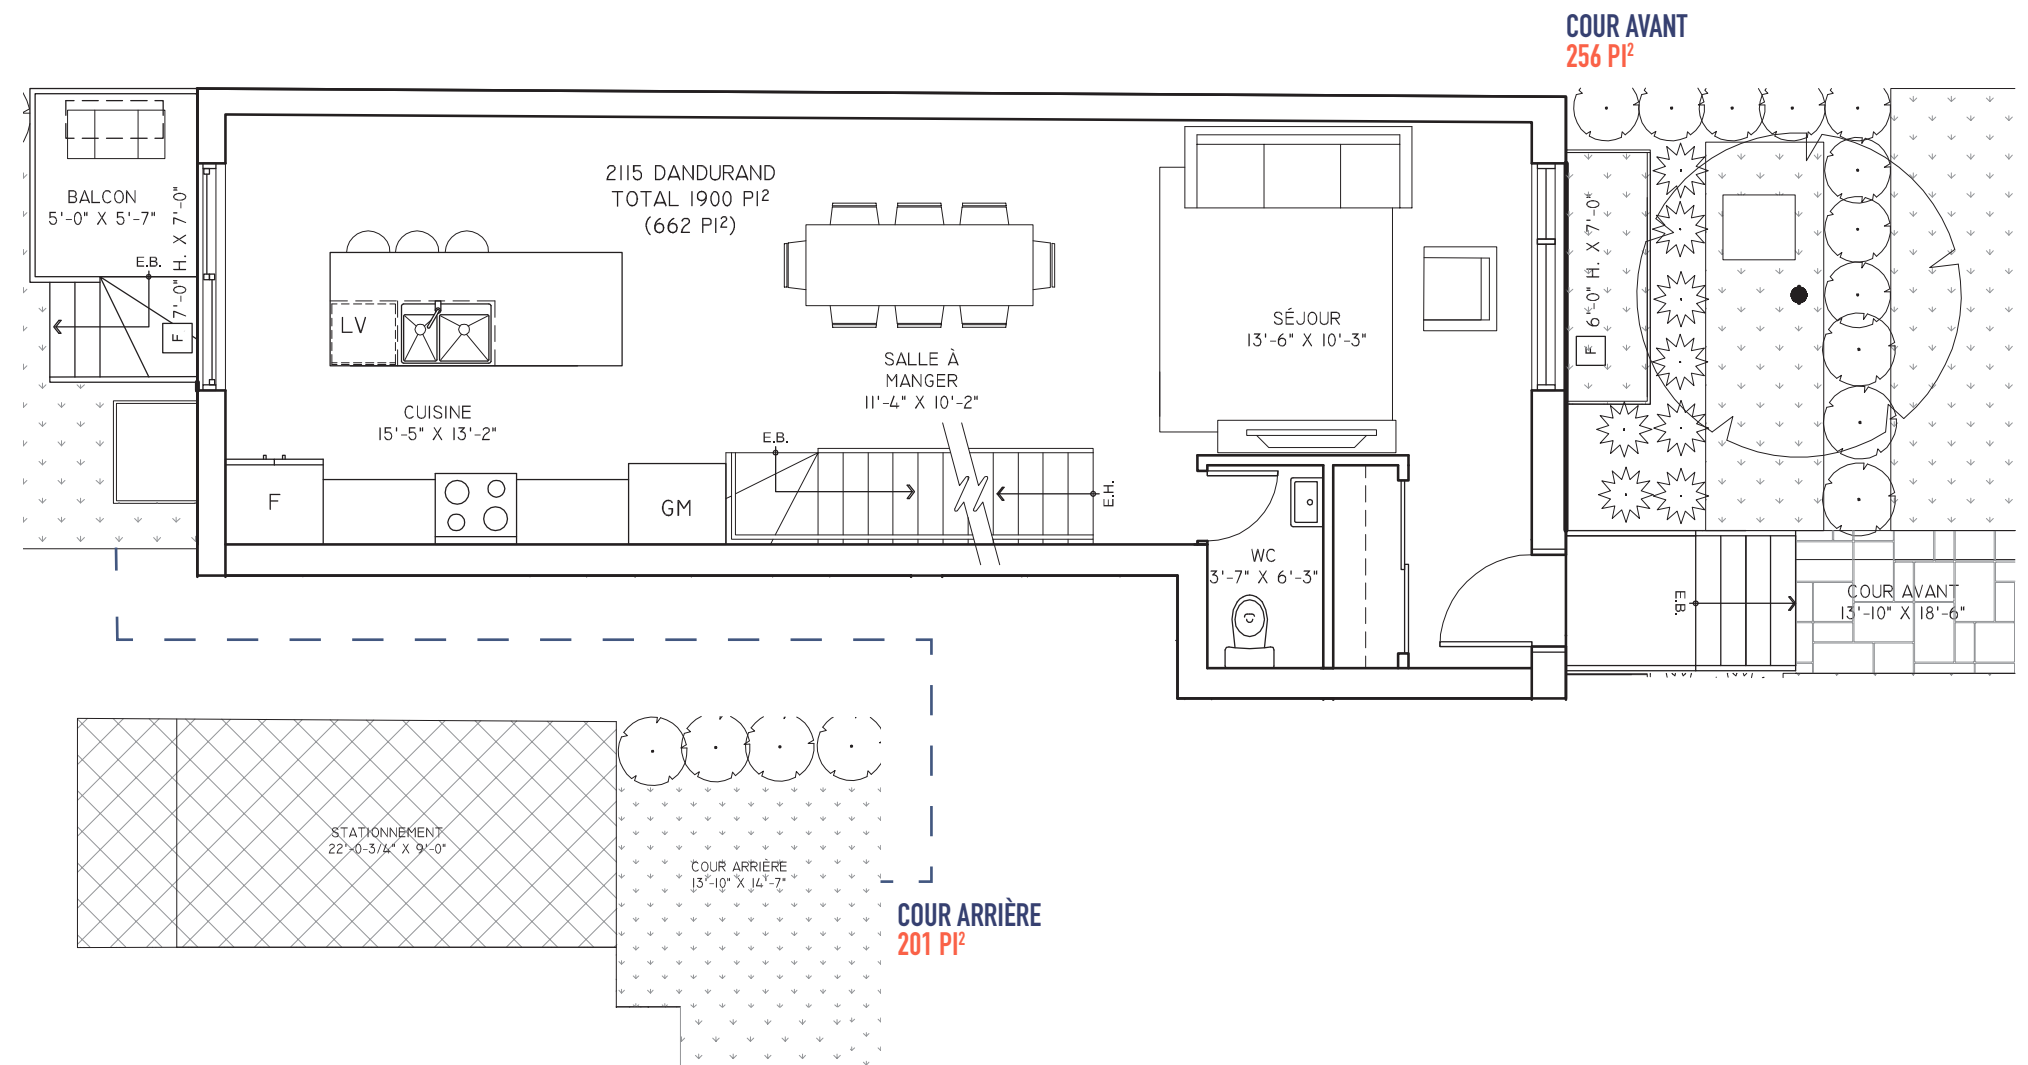 COUR AVANT
256 PI²
BALCON
5'-0" X 5'-7"
7'-0" H. X 7'-0"
E.B.
F
2115 DANDURAND
TOTAL 1900 PI²
(662 PI²)
LV
CUISINE
15'-5" X 13'-2"
SALLE À
MANGER
11'-4" X 10'-2"
SÉJOUR
13'-6" X 10'-3"
6'-0" H. X 7'-0"
F
F
GM
E.B.
E.H.
WC
3'-7" X 6'-3"
E.B.
COUR AVANT
13'-10" X 18'-6"
STATIONNEMENT
22'-0-3/4" X 9'-0"
COUR ARRIÈRE
13'-10" X 14'-7"
COUR ARRIÈRE
201 PI²